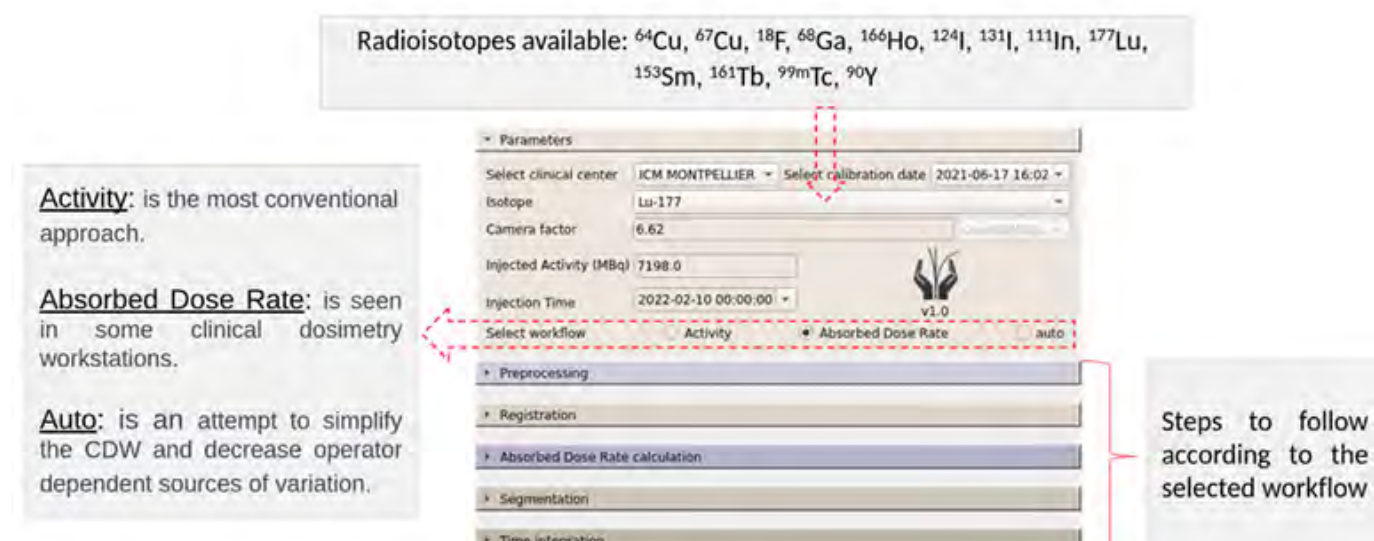 Radioisotopes available: ⁶⁴Cu, ⁶⁷Cu, ¹⁸F, ⁶⁸Ga, ¹⁶⁶Ho, ¹²⁴I, ¹³¹I, ¹¹¹In, ¹⁷⁷Lu,
¹⁵³Sm, ¹⁶¹Tb, ⁹⁹ᵐTc, ⁹⁰Y
Activity: is the most conventional
approach.
Absorbed Dose Rate: is seen
in some clinical dosimetry
workstations.
Auto: is an attempt to simplify
the CDW and decrease operator
dependent sources of variation.
Parameters
Select clinical center ICM MONTPELLIER Select calibration date 2021-06-17 16:02
Isotope Lu-177
Camera factor 6.62
Injected Activity (MBq) 7198.0
Injection Time 2022-02-10 00:00:00
v1.0
Select workflow Activity Absorbed Dose Rate auto
Preprocessing
Registration
Absorbed Dose Rate calculation
Segmentation
Time integration
Steps to follow
according to the
selected workflow